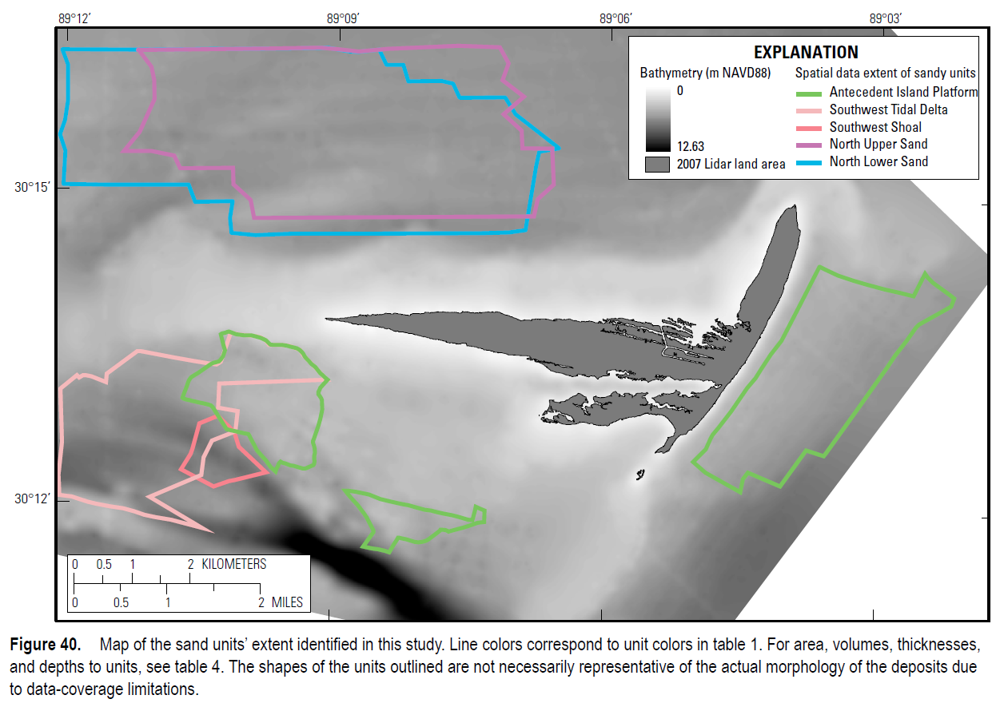 89°12′ 89°09′ 89°06′ 89°03′
EXPLANATION
Bathymetry (m NAVD88)
0
12.63
2007 Lidar land area
Spatial data extent of sandy units
Antecedent Island Platform
Southwest Tidal Delta
Southwest Shoal
North Upper Sand
North Lower Sand
30°15′
30°12′
0 0.5 1 2 KILOMETERS
0 0.5 1 2 MILES
Figure 40. Map of the sand units’ extent identified in this study. Line colors correspond to unit colors in table 1. For area, volumes, thicknesses,
and depths to units, see table 4. The shapes of the units outlined are not necessarily representative of the actual morphology of the deposits due
to data-coverage limitations.